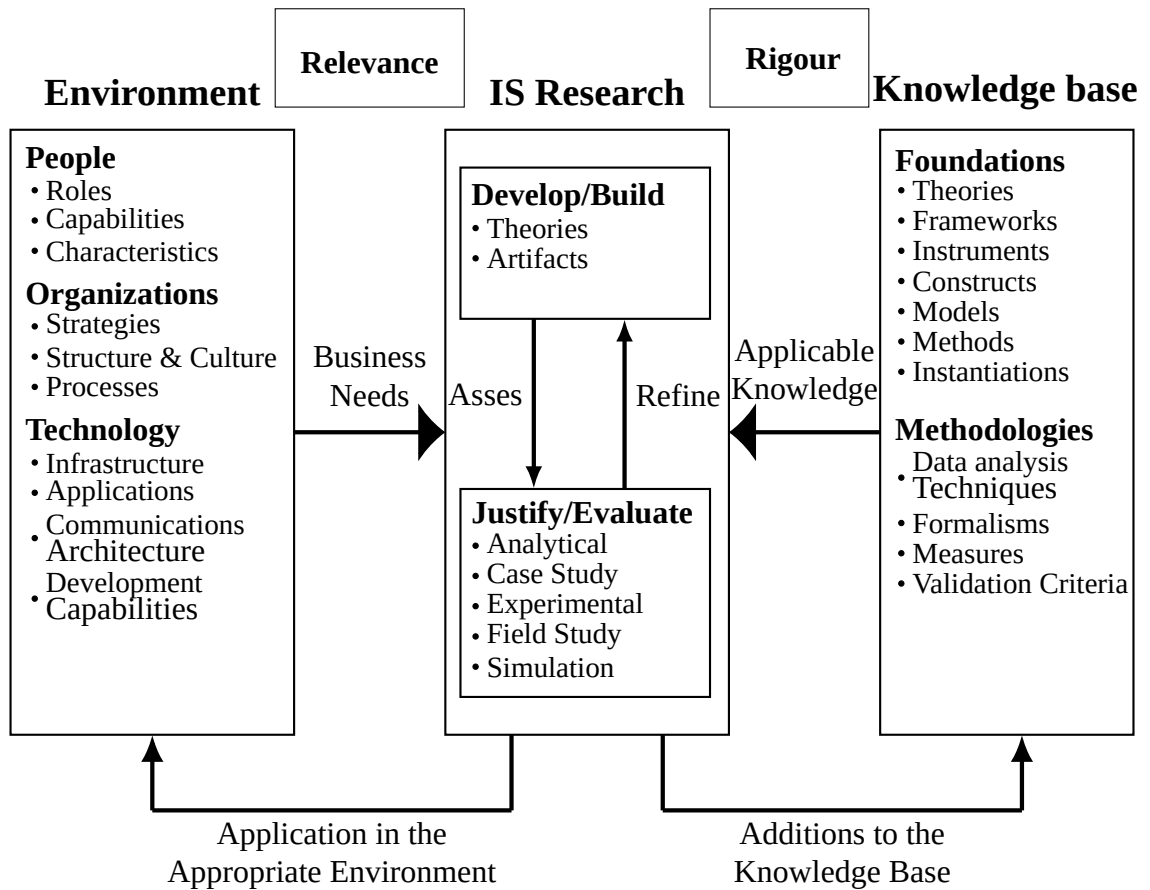 Relevance
Rigour
Environment
IS Research
Knowledge base
People
• Roles
• Capabilities
• Characteristics
Organizations
• Strategies
• Structure & Culture
• Processes
Technology
• Infrastructure
• Applications
• Communications
Architecture
• Development
Capabilities
Business
Needs
Develop/Build
• Theories
• Artifacts
Asses
Refine
Justify/Evaluate
• Analytical
• Case Study
• Experimental
• Field Study
• Simulation
Applicable
Knowledge
Foundations
• Theories
• Frameworks
• Instruments
• Constructs
• Models
• Methods
• Instantiations
Methodologies
• Data analysis
Techniques
• Formalisms
• Measures
• Validation Criteria
Application in the
Appropriate Environment
Additions to the
Knowledge Base